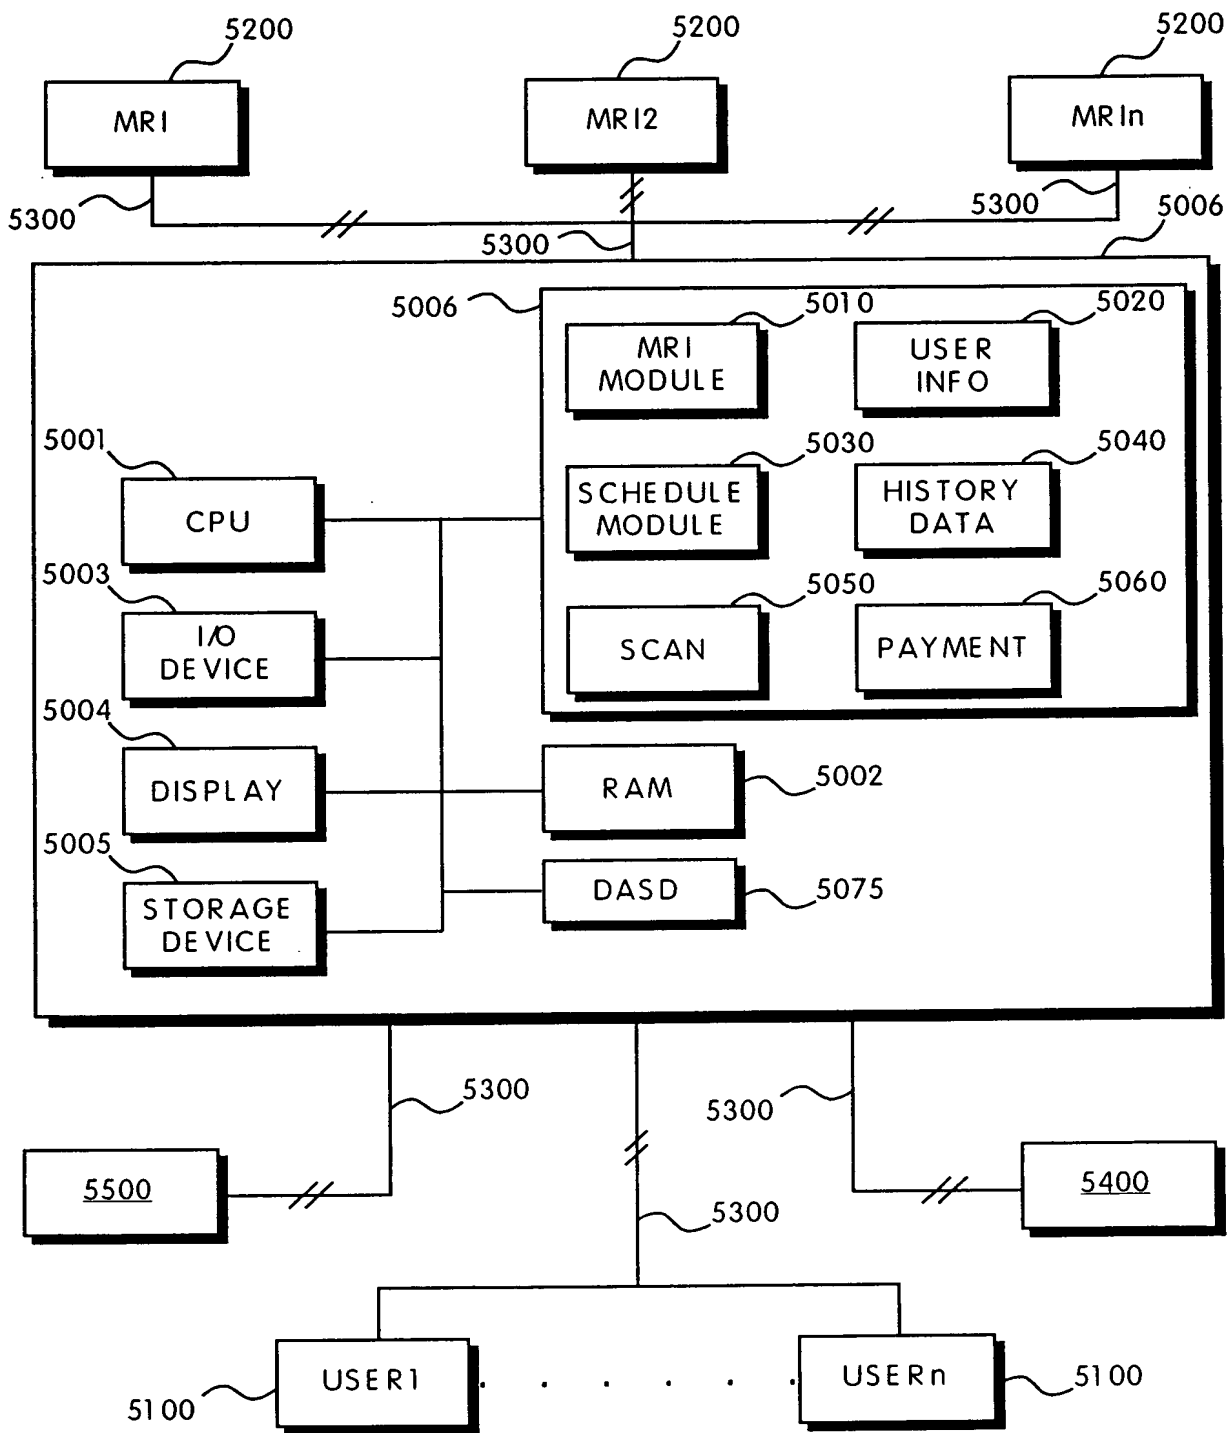 5200
5200
5200
MRI
MRI2
MRIn
5300
5300
5300
5006
5006
5010
5020
MRI
MODULE
USER
INFO
5001
5030
5040
CPU
SCHEDULE
MODULE
HISTORY
DATA
5003
5050
5060
I/O
DEVICE
SCAN
PAYMENT
5004
DISPLAY
RAM
5002
5005
STORAGE
DEVICE
DASD
5075
5300
5300
5500
5400
5300
USER1
USERn
5100
5100